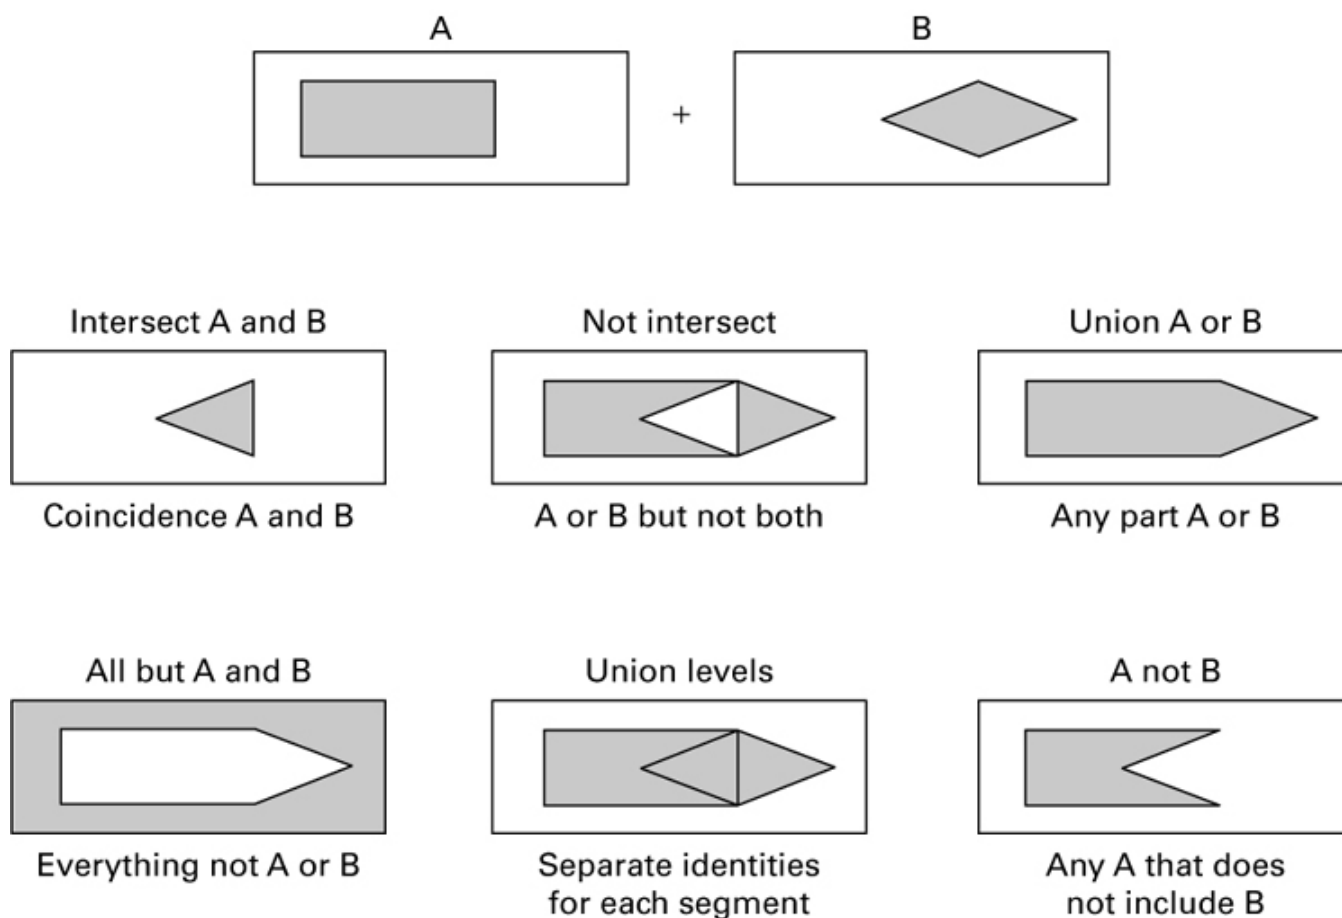 A
B
+
Intersect A and B
Not intersect
Union A or B
Coincidence A and B
A or B but not both
Any part A or B
All but A and B
Union levels
A not B
Everything not A or B
Separate identities
for each segment
Any A that does
not include B